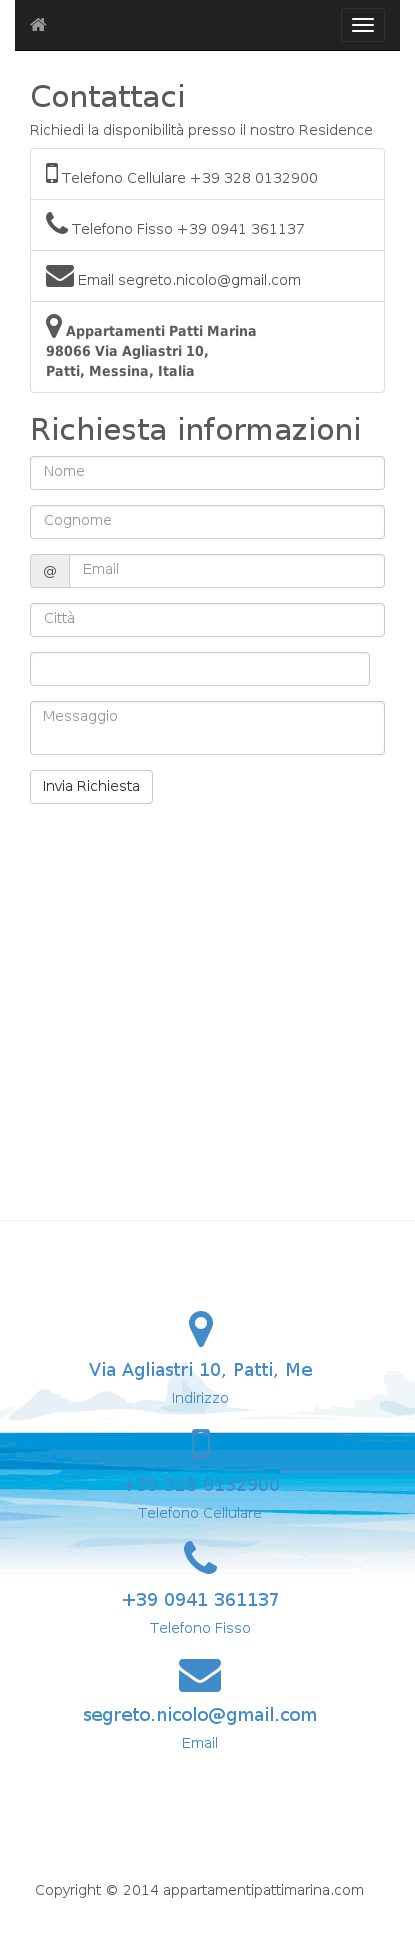 Contattaci
Richiedi la disponibilità presso il nostro Residence
Telefono Cellulare +39 328 0132900
Telefono Fisso +39 0941 361137
Email segreto.nicolo@gmail.com
Appartamenti Patti Marina
98066 Via Agliastri 10,
Patti, Messina, Italia
Richiesta informazioni
Nome
Cognome
@ Email
Città
Messaggio
Invia Richiesta
Via Agliastri 10, Patti, Me
Indirizzo
+39 328 0132900
Telefono Cellulare
+39 0941 361137
Telefono Fisso
segreto.nicolo@gmail.com
Email
Copyright © 2014 appartamentipattimarina.com